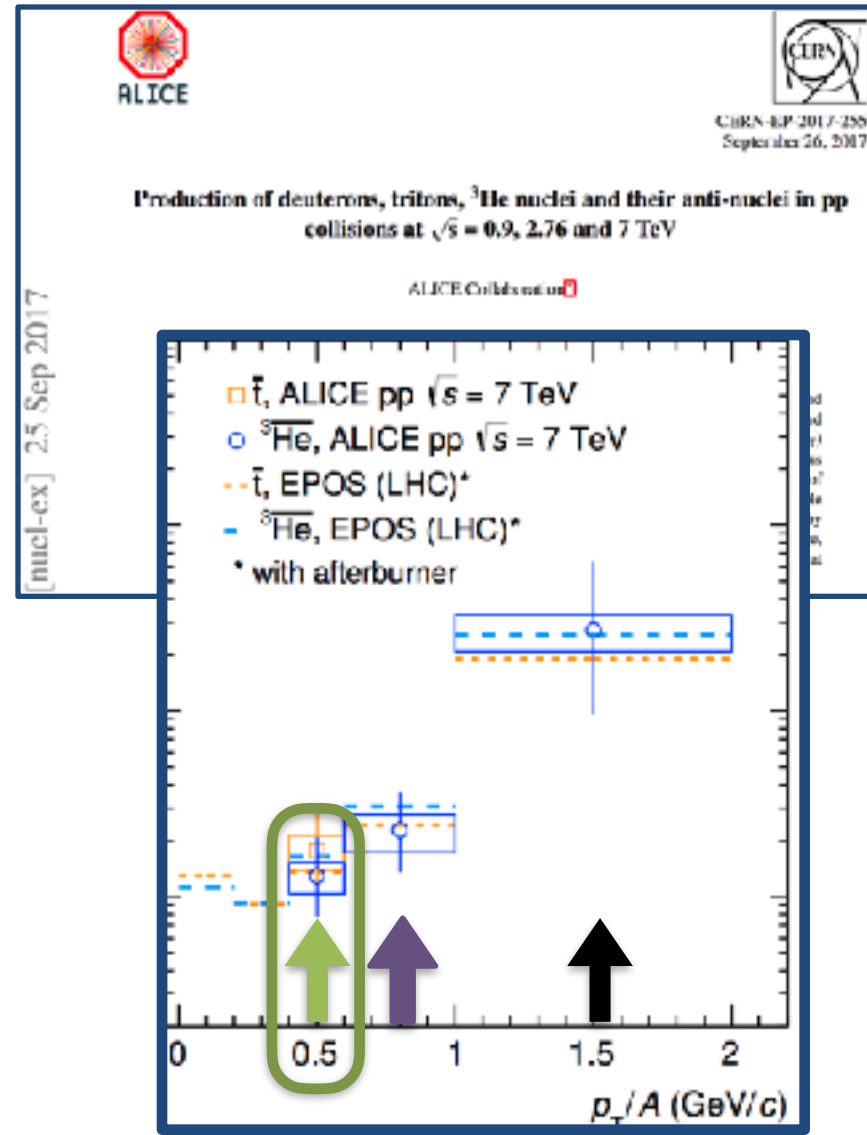 ALICE
CERN
CERN-EP-2017-255
September 26, 2017
Production of deuterons, tritons, ³He nuclei and their anti-nuclei in pp
collisions at √s = 0.9, 2.76 and 7 TeV
ALICE Collaboration*
[nucl-ex] 25 Sep 2017
t̅, ALICE pp √s = 7 TeV
³H̅e̅, ALICE pp √s = 7 TeV
t̅, EPOS (LHC)*
³H̅e̅, EPOS (LHC)*
* with afterburner
0 0.5 1 1.5 2
p_T/A (GeV/c)